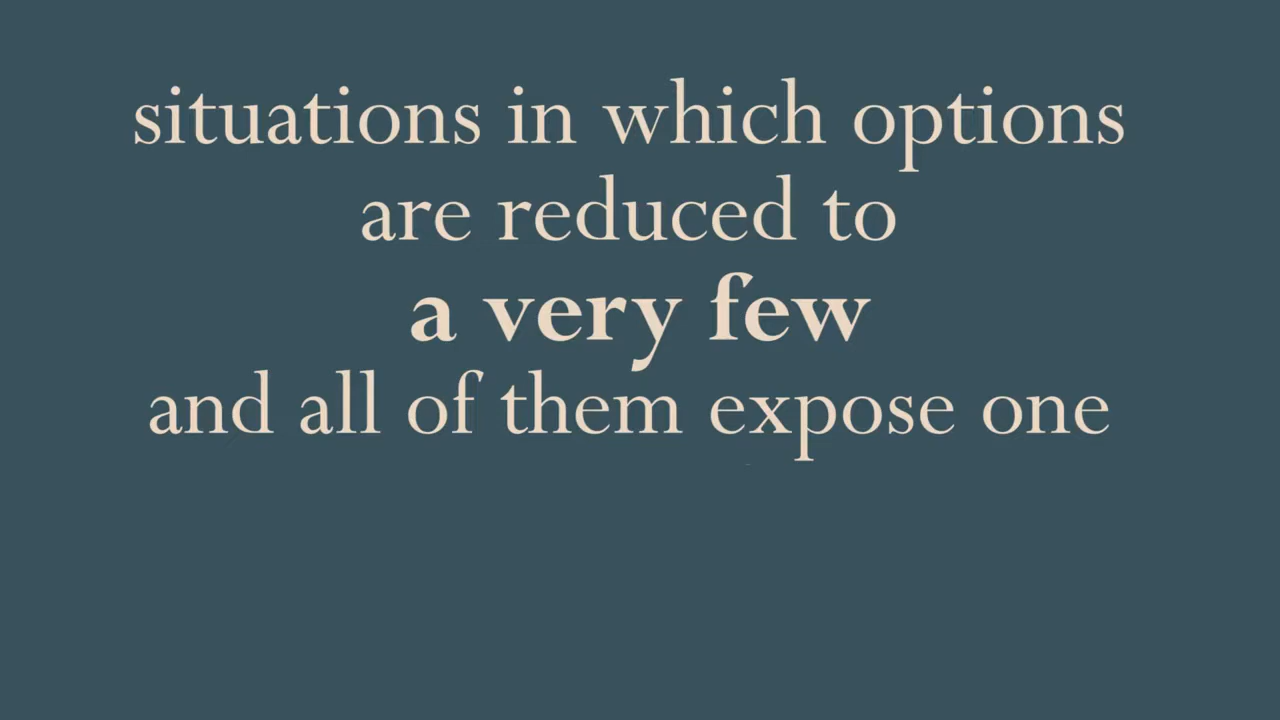 situations in which options
are reduced to
a very few
and all of them expose one